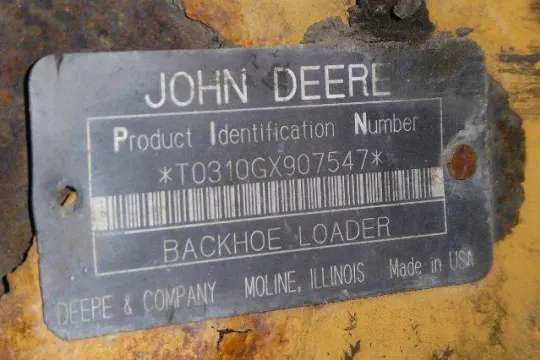 JOHN DEERE
Product Identification Number
*T0310GX907547*
BACKHOE LOADER
DEERE & COMPANY MOLINE, ILLINOIS Made in USA